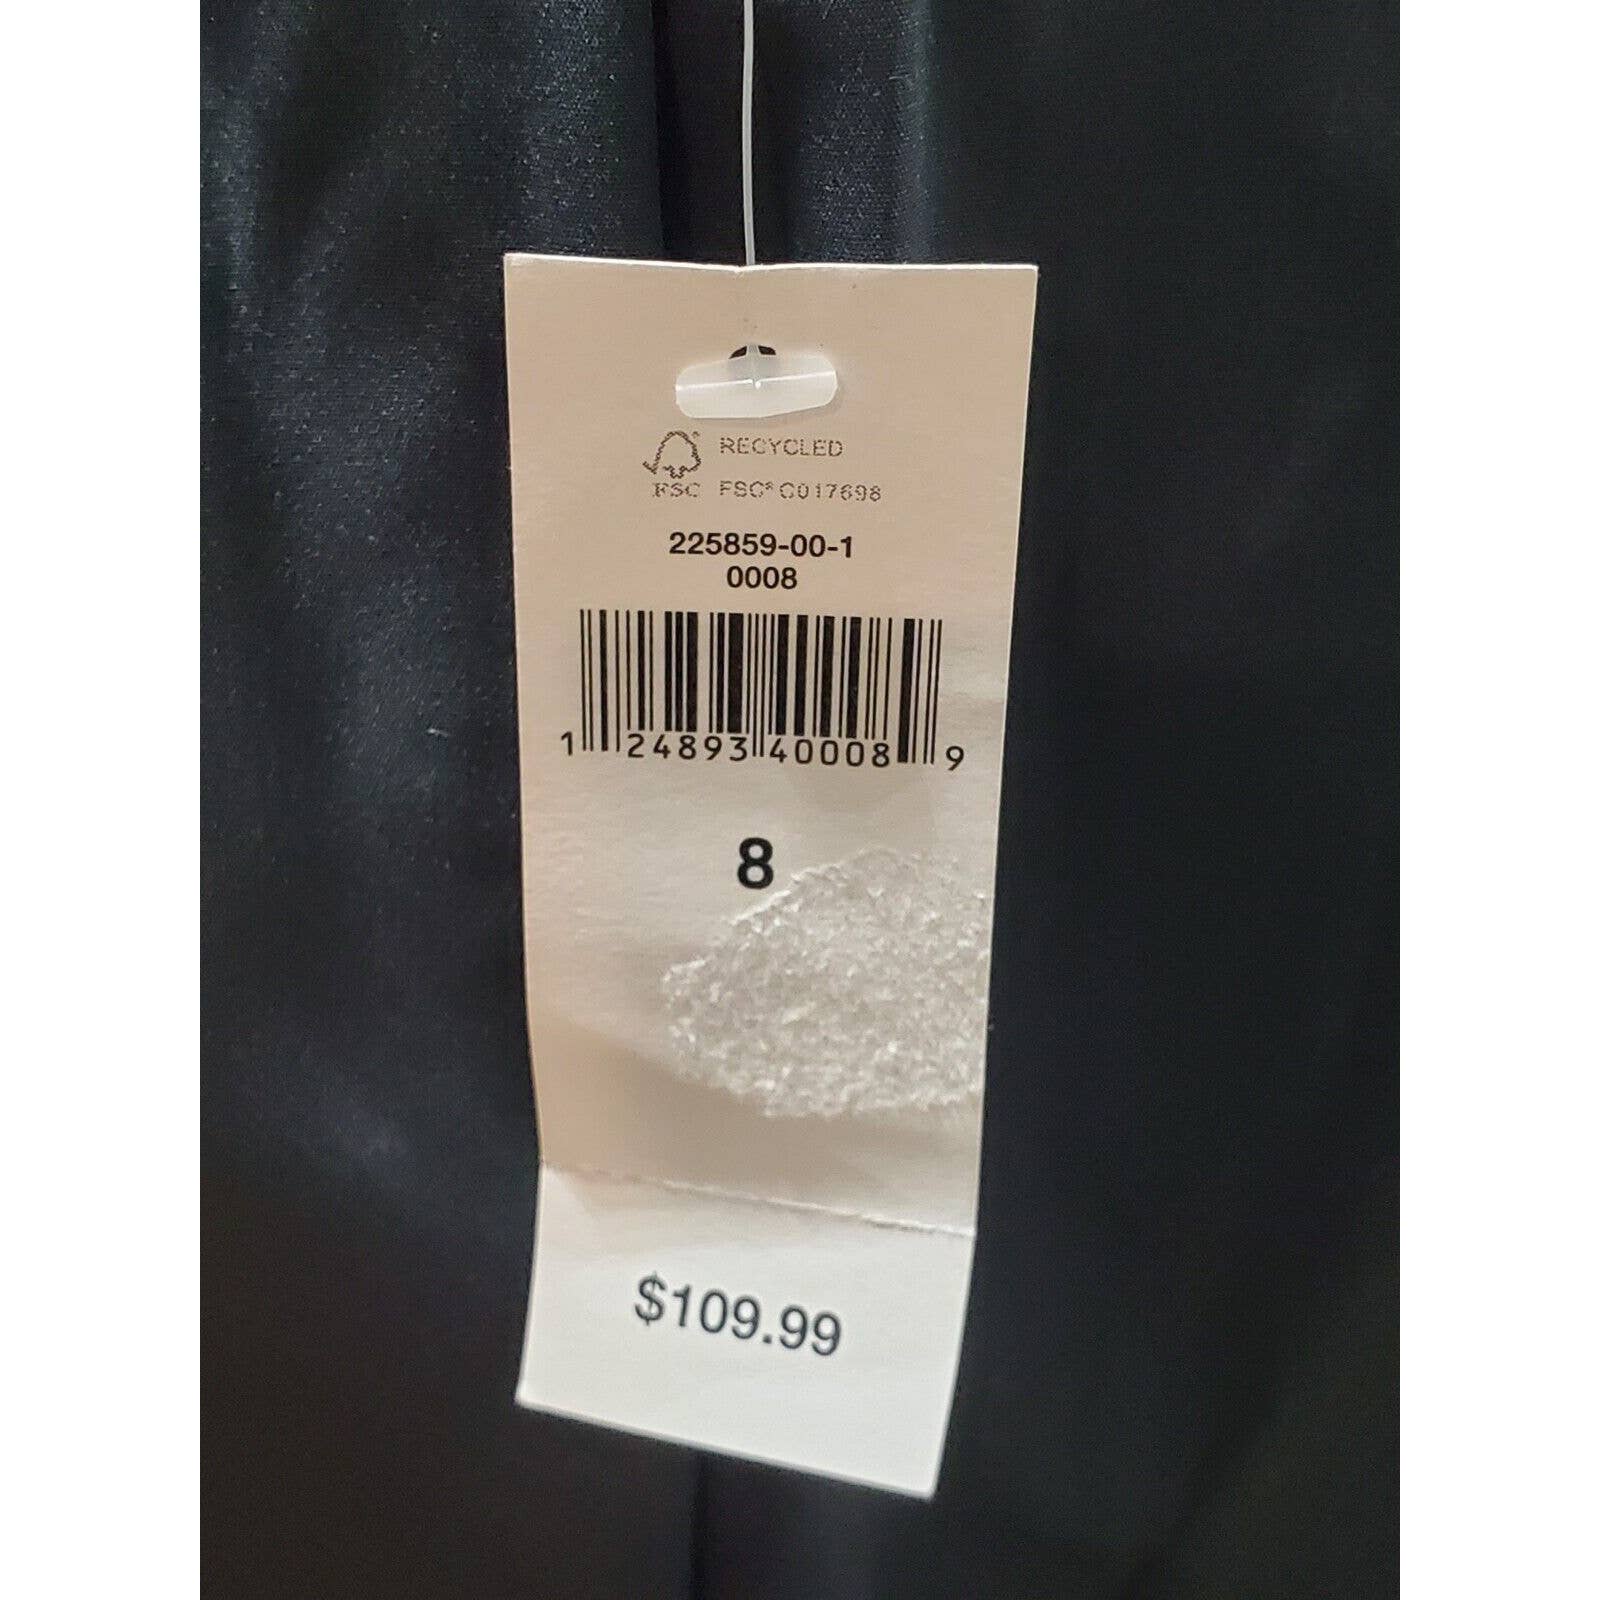 RECYCLED
FSC FSC® C017698
225859-00-1
0008
1 24893 40008 9
8
$109.99